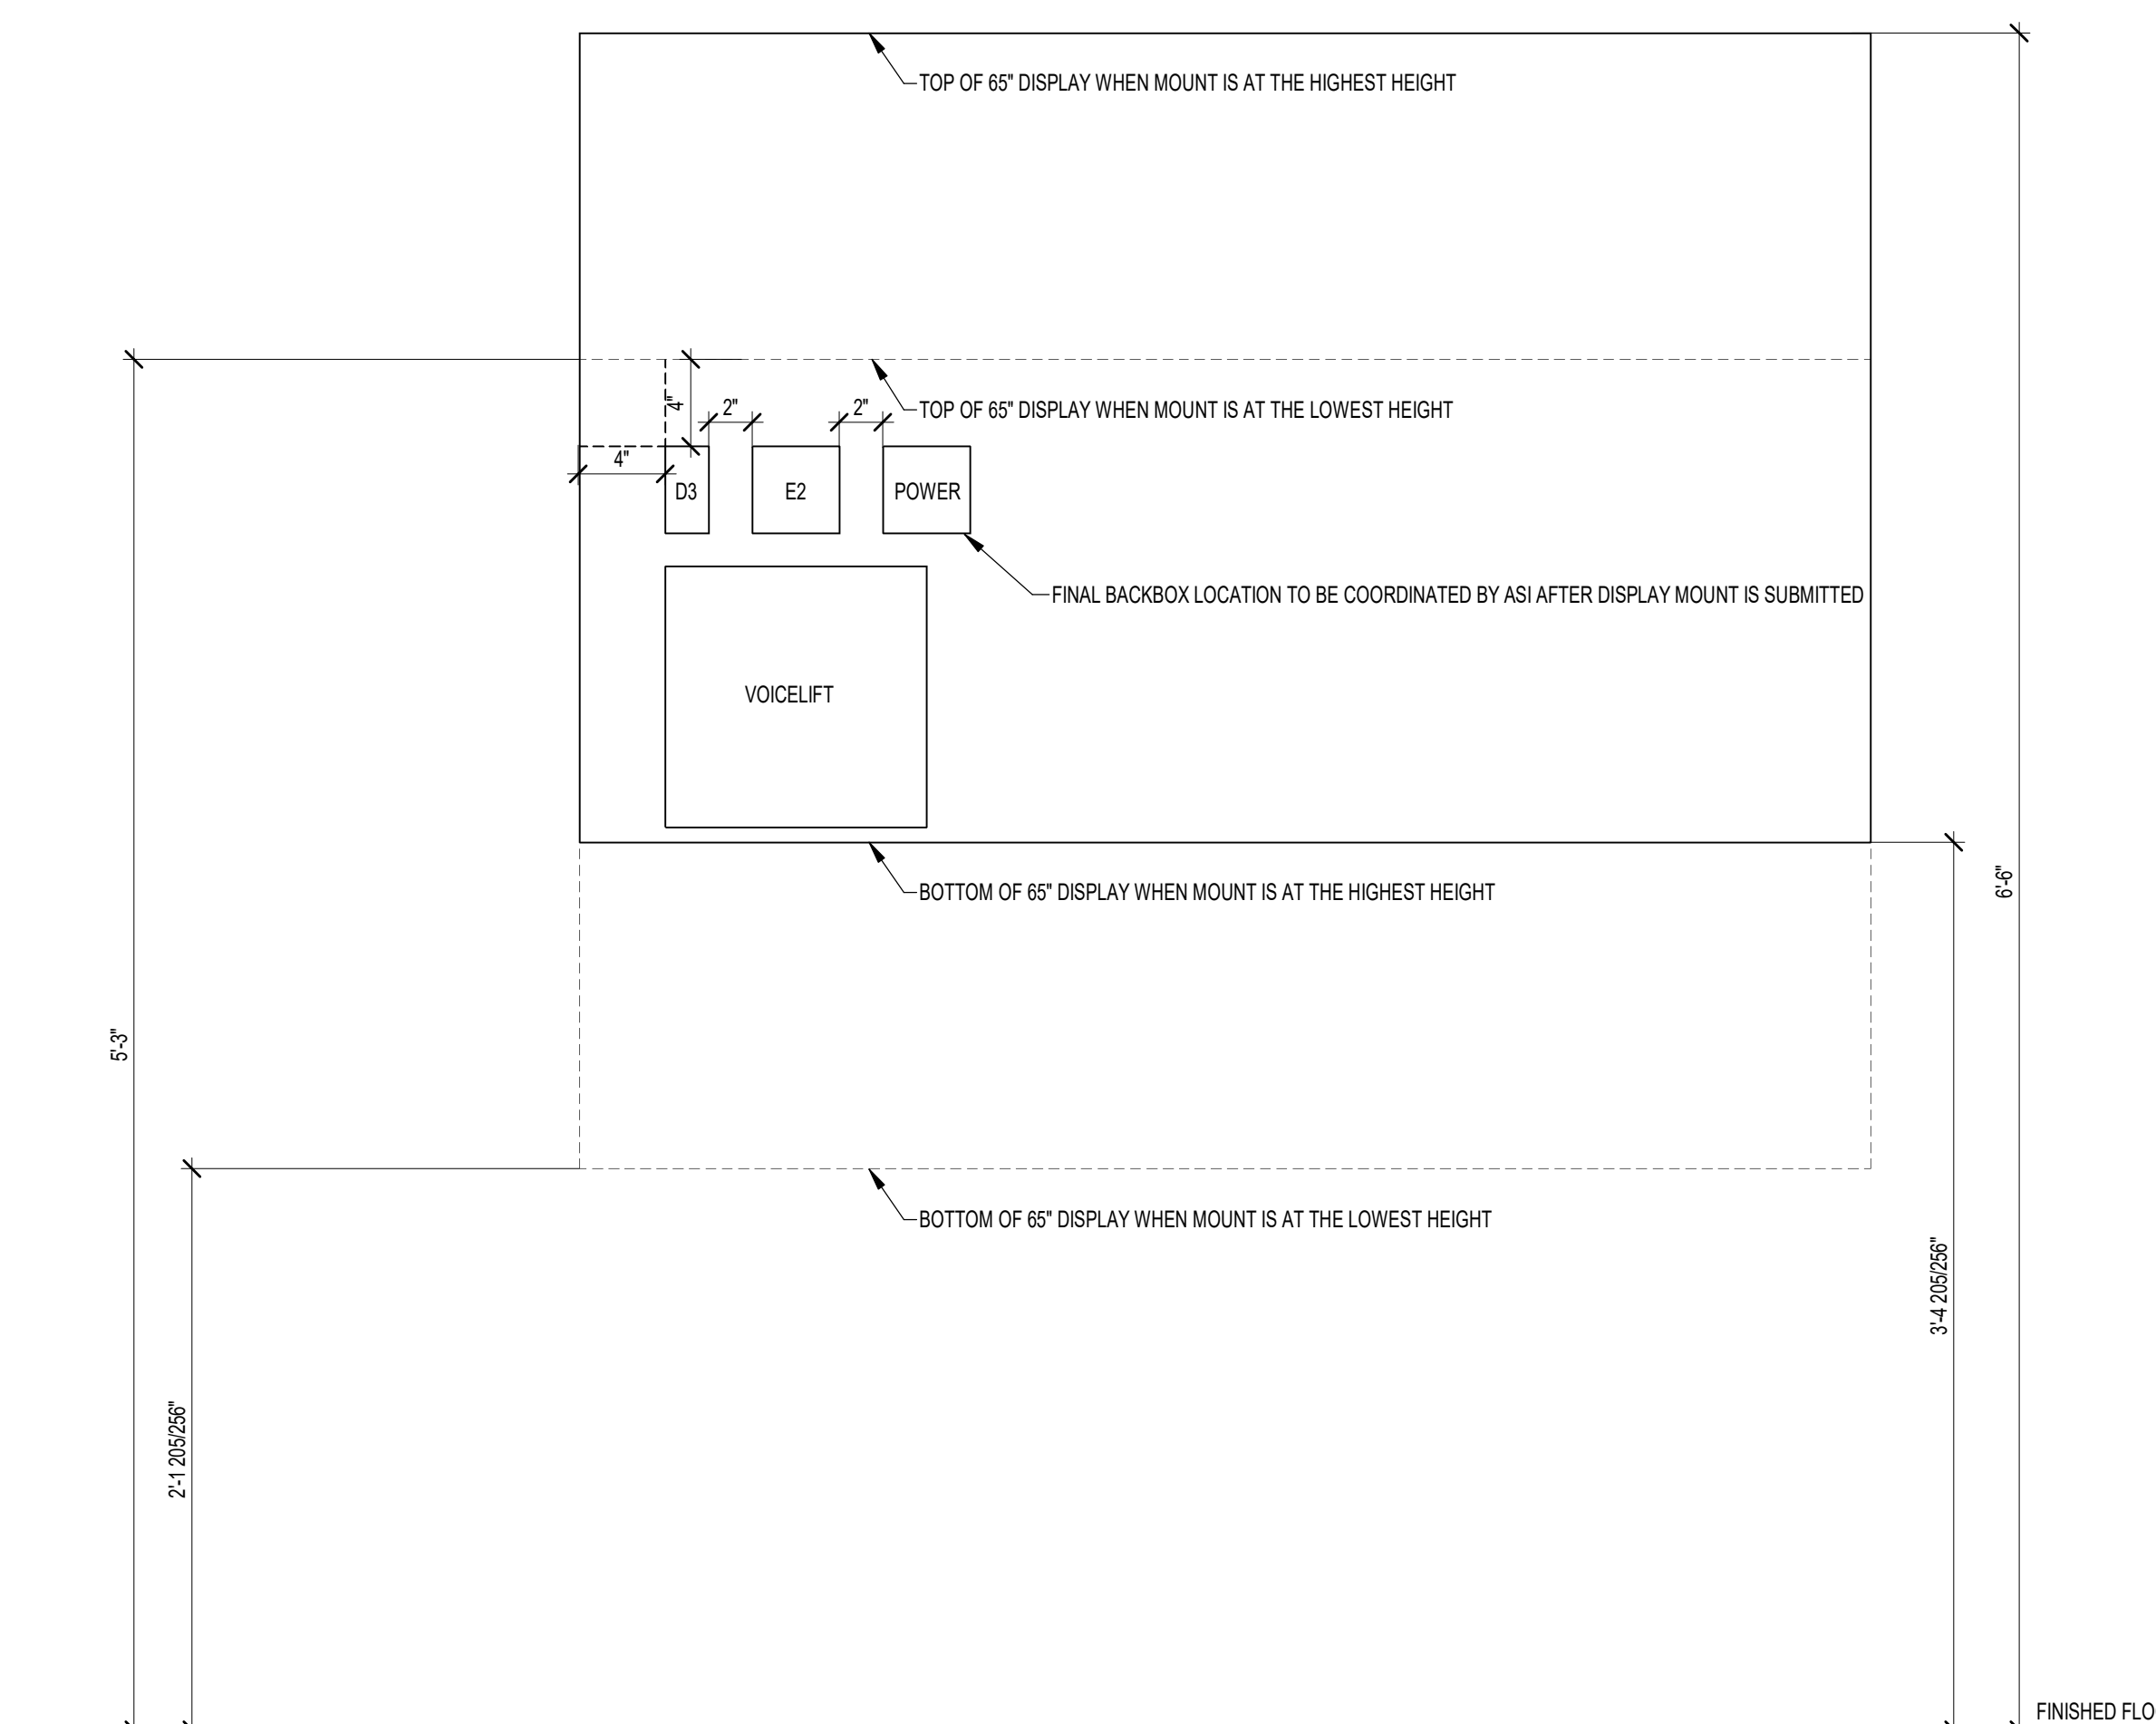 TOP OF 65" DISPLAY WHEN MOUNT IS AT THE HIGHEST HEIGHT
TOP OF 65" DISPLAY WHEN MOUNT IS AT THE LOWEST HEIGHT
4"
2"
2"
4"
D3
E2
POWER
FINAL BACKBOX LOCATION TO BE COORDINATED BY ASI AFTER DISPLAY MOUNT IS SUBMITTED
VOICELIFT
BOTTOM OF 65" DISPLAY WHEN MOUNT IS AT THE HIGHEST HEIGHT
6'-6"
5'-3"
BOTTOM OF 65" DISPLAY WHEN MOUNT IS AT THE LOWEST HEIGHT
3'-4 205/256"
2'-1 205/256"
FINISHED FLO